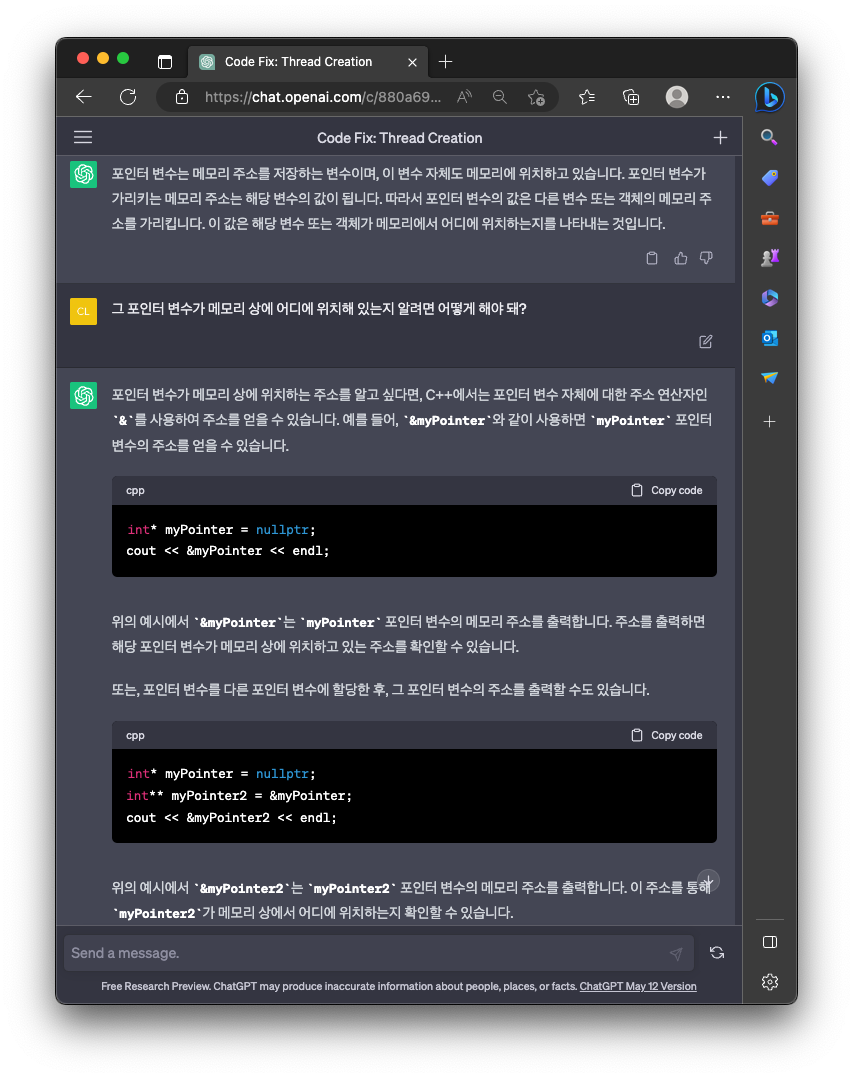 Code Fix: Thread Creation
https://chat.openai.com/c/880a69...
Code Fix: Thread Creation
포인터 변수는 메모리 주소를 저장하는 변수이며, 이 변수 자체도 메모리에 위치하고 있습니다. 포인터 변수가
가리키는 메모리 주소는 해당 변수의 값이 됩니다. 따라서 포인터 변수의 값은 다른 변수 또는 객체의 메모리 주
소를 가리킵니다. 이 값은 해당 변수 또는 객체가 메모리에서 어디에 위치하는지를 나타내는 것입니다.
CL
그 포인터 변수가 메모리 상에 어디에 위치해 있는지 알려면 어떻게 해야 돼?
포인터 변수가 메모리 상에 위치하는 주소를 알고 싶다면, C++에서는 포인터 변수 자체에 대한 주소 연산자인
`&`를 사용하여 주소를 얻을 수 있습니다. 예를 들어, `&myPointer`와 같이 사용하면 `myPointer` 포인터
변수의 주소를 얻을 수 있습니다.
cpp Copy code
int* myPointer = nullptr;
cout << &myPointer << endl;
위의 예시에서 `&myPointer`는 `myPointer` 포인터 변수의 메모리 주소를 출력합니다. 주소를 출력하면
해당 포인터 변수가 메모리 상에 위치하고 있는 주소를 확인할 수 있습니다.
또는, 포인터 변수를 다른 포인터 변수에 할당한 후, 그 포인터 변수의 주소를 출력할 수도 있습니다.
cpp Copy code
int* myPointer = nullptr;
int** myPointer2 = &myPointer;
cout << &myPointer2 << endl;
위의 예시에서 `&myPointer2`는 `myPointer2` 포인터 변수의 메모리 주소를 출력합니다. 이 주소를 통해
`myPointer2`가 메모리 상에서 어디에 위치하는지 확인할 수 있습니다.
Send a message.
Free Research Preview. ChatGPT may produce inaccurate information about people, places, or facts. ChatGPT May 12 Version